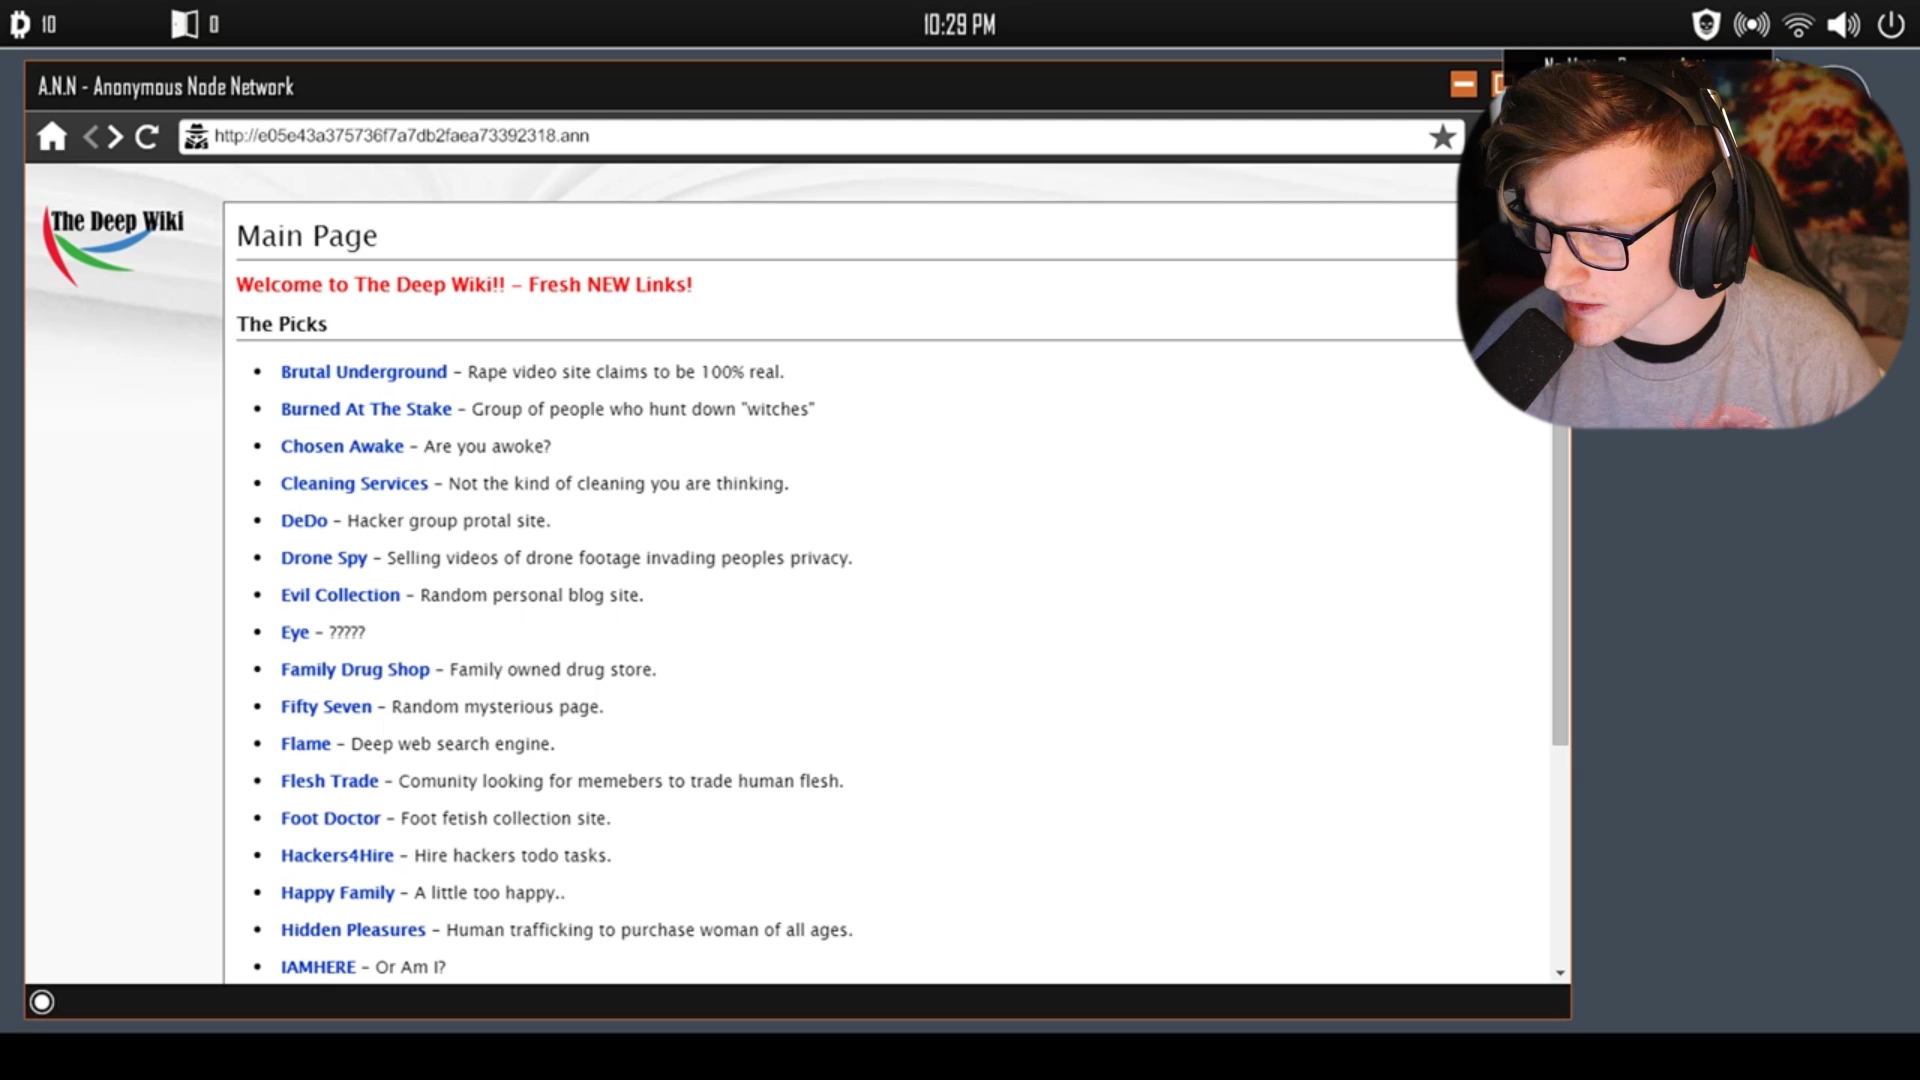 10
0
10:29 PM
A.N.N - Anonymous Node Network
http://e05e43a375736f7a7db2faea73392318.ann
The Deep Wiki
Main Page
Welcome to The Deep Wiki!! - Fresh NEW Links!
The Picks
Brutal Underground - Rape video site claims to be 100% real.
Burned At The Stake - Group of people who hunt down "witches"
Chosen Awake - Are you awoke?
Cleaning Services - Not the kind of cleaning you are thinking.
DeDo - Hacker group protal site.
Drone Spy - Selling videos of drone footage invading peoples privacy.
Evil Collection - Random personal blog site.
Eye - ?????
Family Drug Shop - Family owned drug store.
Fifty Seven - Random mysterious page.
Flame - Deep web search engine.
Flesh Trade - Comunity looking for memebers to trade human flesh.
Foot Doctor - Foot fetish collection site.
Hackers4Hire - Hire hackers todo tasks.
Happy Family - A little too happy..
Hidden Pleasures - Human trafficking to purchase woman of all ages.
IAMHERE - Or Am I?